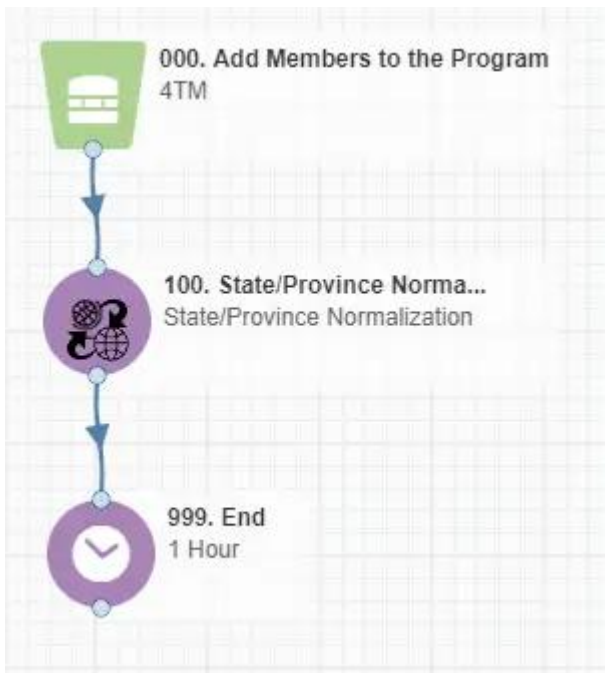 000. Add Members to the Program
4TM
100. State/Province Norma...
State/Province Normalization
999. End
1 Hour